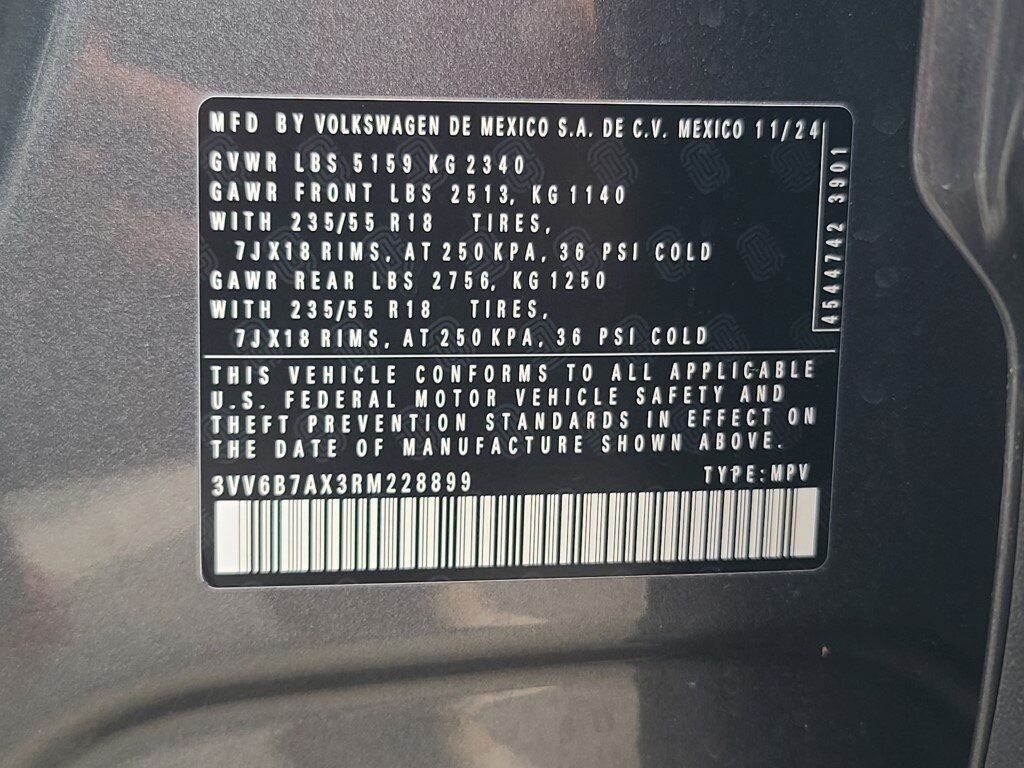 MFD BY VOLKSWAGEN DE MEXICO S.A. DE C.V. MEXICO 11/24
GVWR LBS 5159 KG 2340
GAWR FRONT LBS 2513, KG 1140
WITH 235/55 R18 TIRES,
7JX18 RIMS, AT 250 KPA, 36 PSI COLD
GAWR REAR LBS 2756, KG 1250
WITH 235/55 R18 TIRES,
7JX18 RIMS, AT 250 KPA, 36 PSI COLD
4544742 3901
THIS VEHICLE CONFORMS TO ALL APPLICABLE
U.S. FEDERAL MOTOR VEHICLE SAFETY AND
THEFT PREVENTION STANDARDS IN EFFECT ON
THE DATE OF MANUFACTURE SHOWN ABOVE.
3VV6B7AX3RM228899 TYPE:MPV